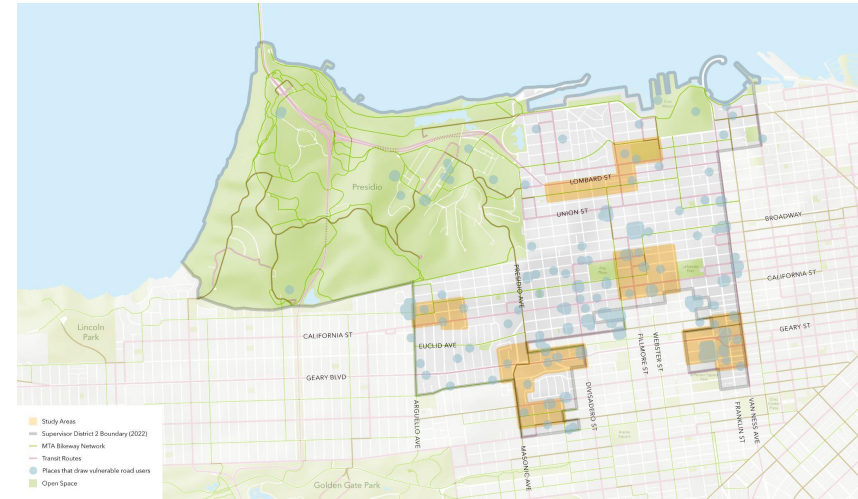 Presidio
LOMBARD ST
UNION ST
BROADWAY
PRESIDIO AVE
CALIFORNIA ST
Lincoln
Park
CALIFORNIA ST
EUCLID AVE
GEARY ST
WEBSTER ST
FILLMORE ST
GEARY BLVD
DIVISADERO ST
ARGUELLO AVE
VAN NESS AVE
FRANKLIN ST
MASONIC AVE
Golden Gate Park
Study Areas
Supervisor District 2 Boundary (2022)
MTA Bikeway Network
Transit Routes
Places that draw vulnerable road users
Open Space